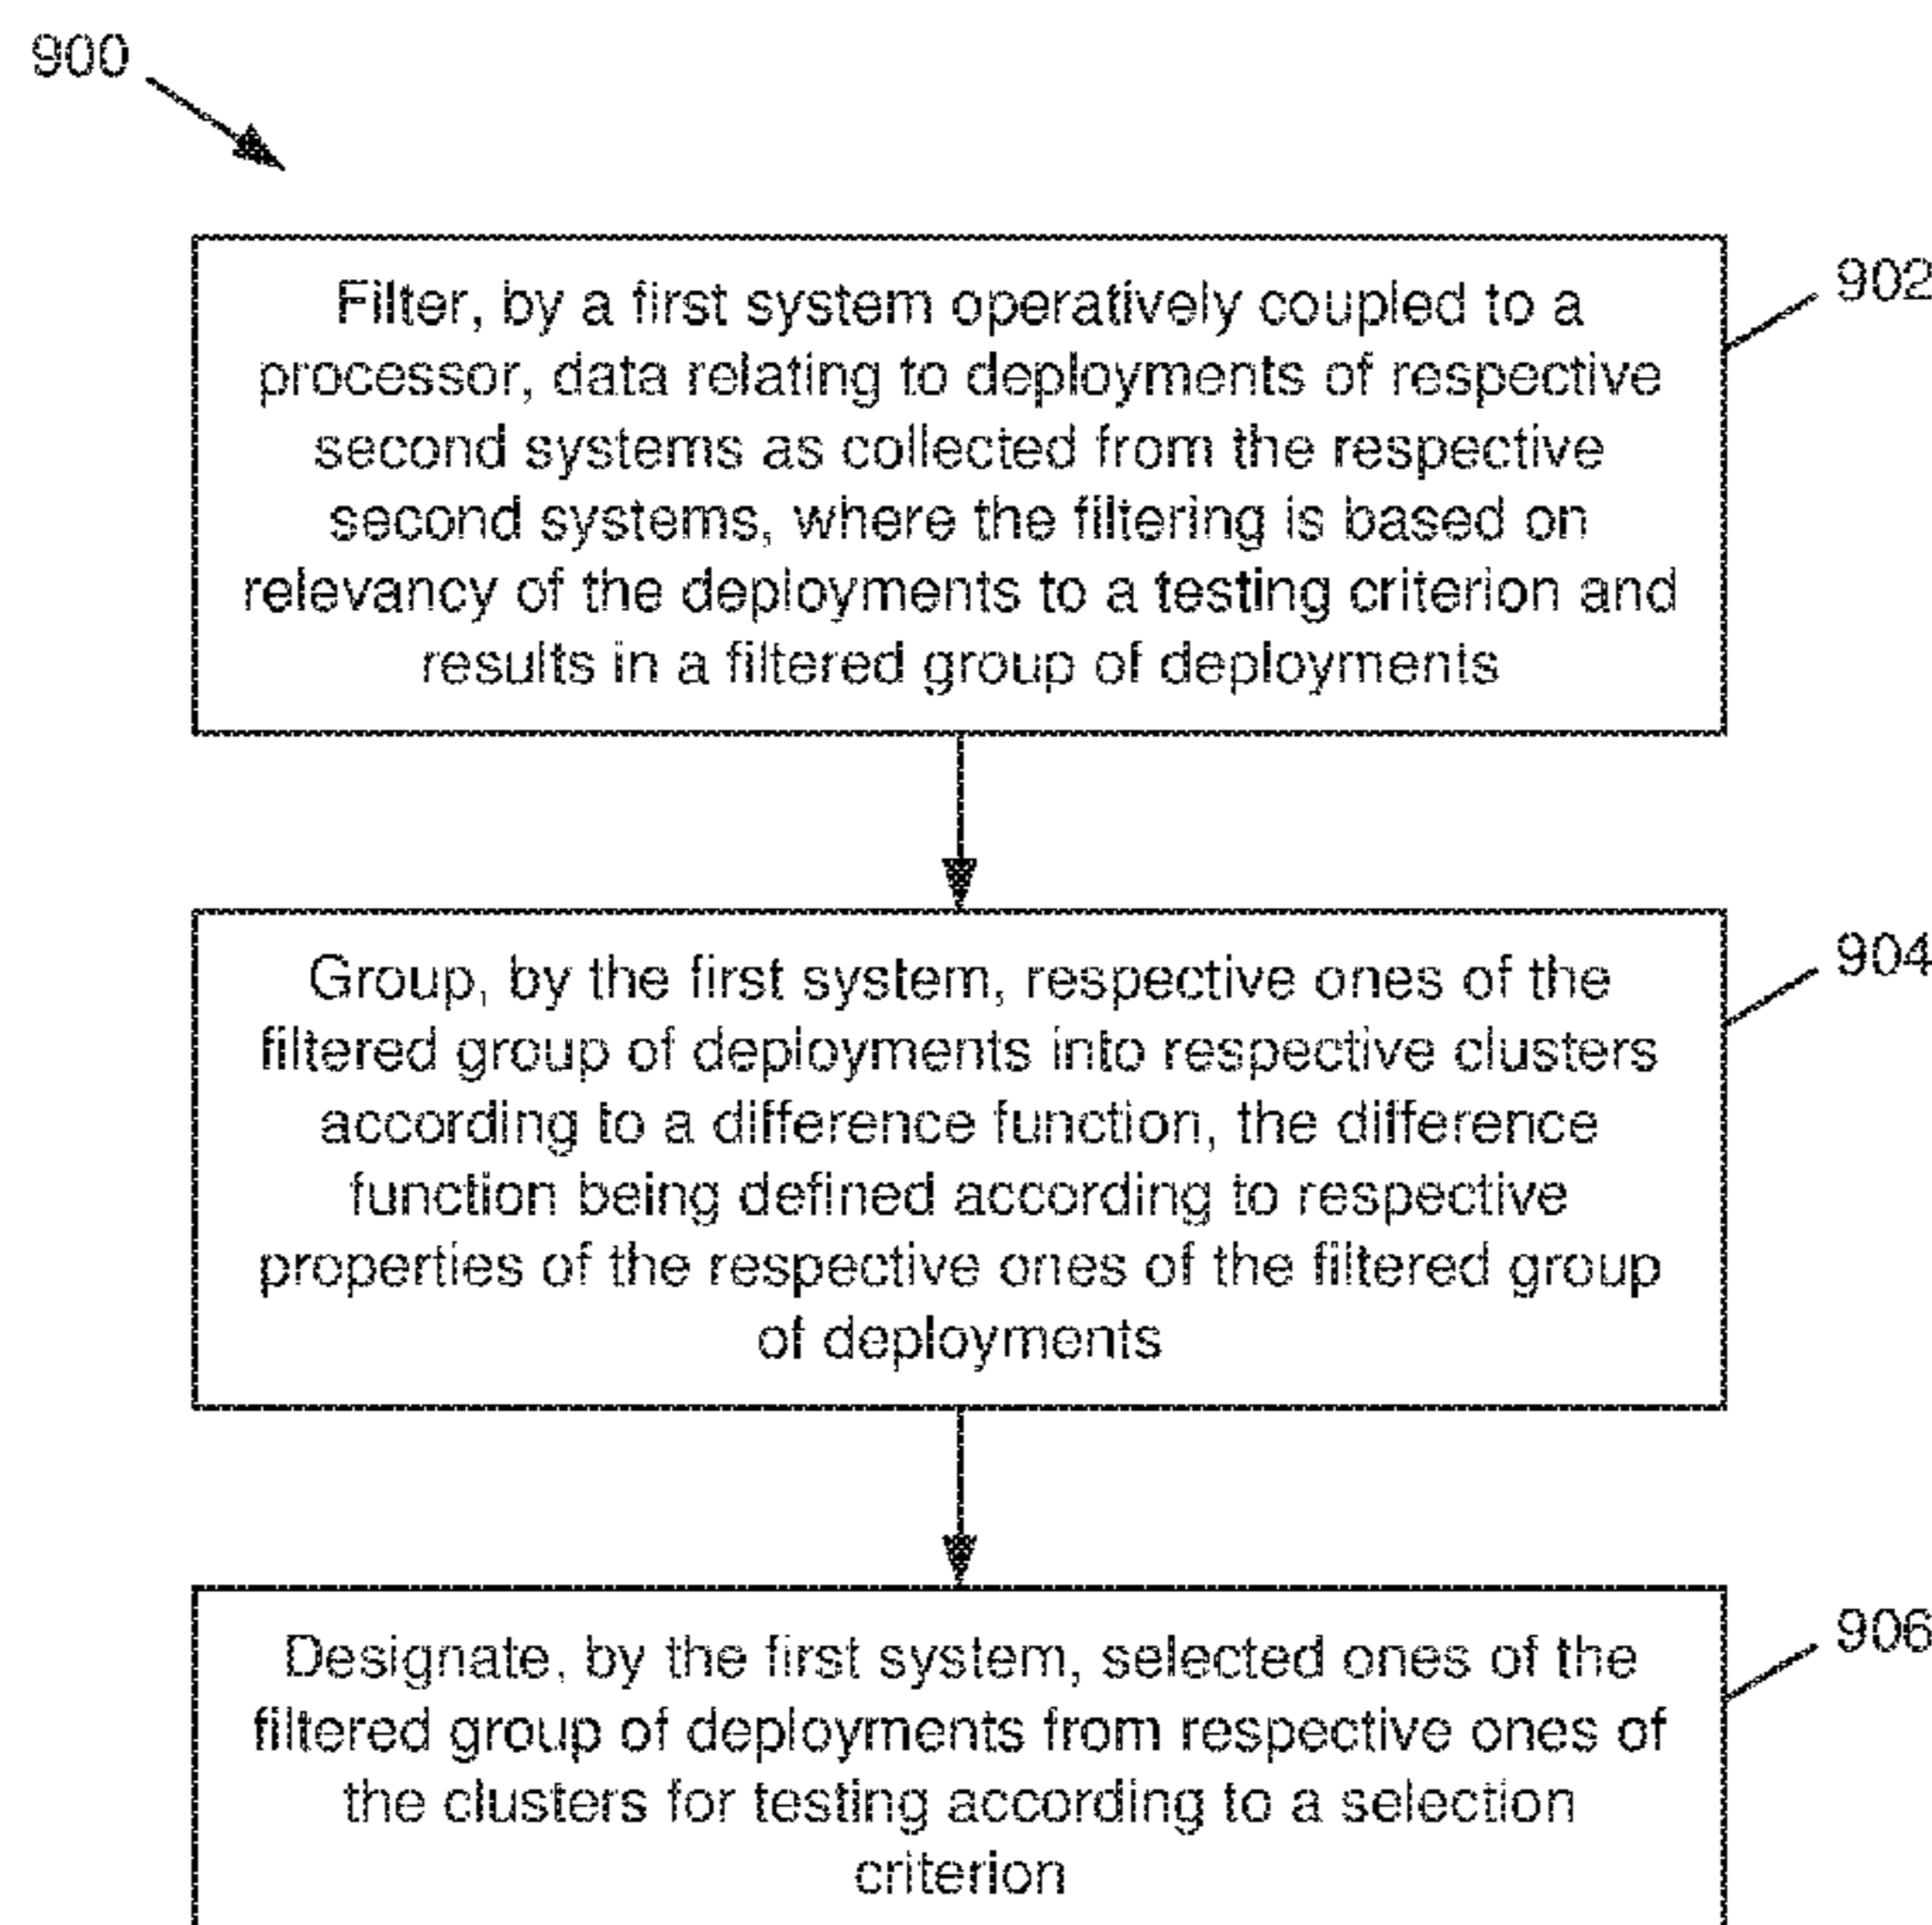 900
Filter, by a first system operatively coupled to a
processor, data relating to deployments of respective
second systems as collected from the respective
second systems, where the filtering is based on
relevancy of the deployments to a testing criterion and
results in a filtered group of deployments
902
Group, by the first system, respective ones of the
filtered group of deployments into respective clusters
according to a difference function, the difference
function being defined according to respective
properties of the respective ones of the filtered group
of deployments
904
Designate, by the first system, selected ones of the
filtered group of deployments from respective ones of
the clusters for testing according to a selection
criterion
906